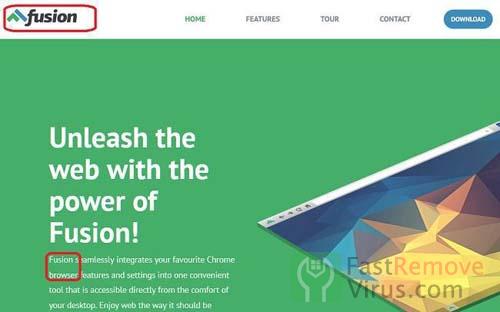 fusion
HOME FEATURES TOUR CONTACT DOWNLOAD
Unleash the
web with the
power of
Fusion!
Fusion seamlessly integrates your favourite Chrome
browser features and settings into one convenient
tool that is accessible directly from the comfort of
your desktop. Enjoy web the way it should be
FastRemove
Virus.com